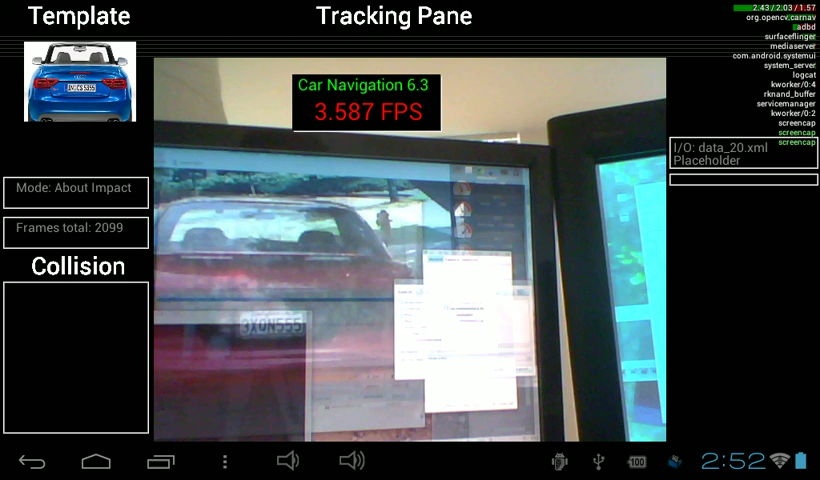 Template
Tracking Pane
2.43 / 2.03 / 1.57
org.opencv.carnav
adbd
surfaceflinger
mediaserver
com.android.systemui
system_server
logcat
kworker/0:4
rknand_buffer
servicemanager
kworker/0:2
screencap
screencap
screencap
Car Navigation 6.3
3.587 FPS
I/O: data_20.xml
Placeholder
Mode: About Impact
Frames total: 2099
Collision
3XON555
100
2:52